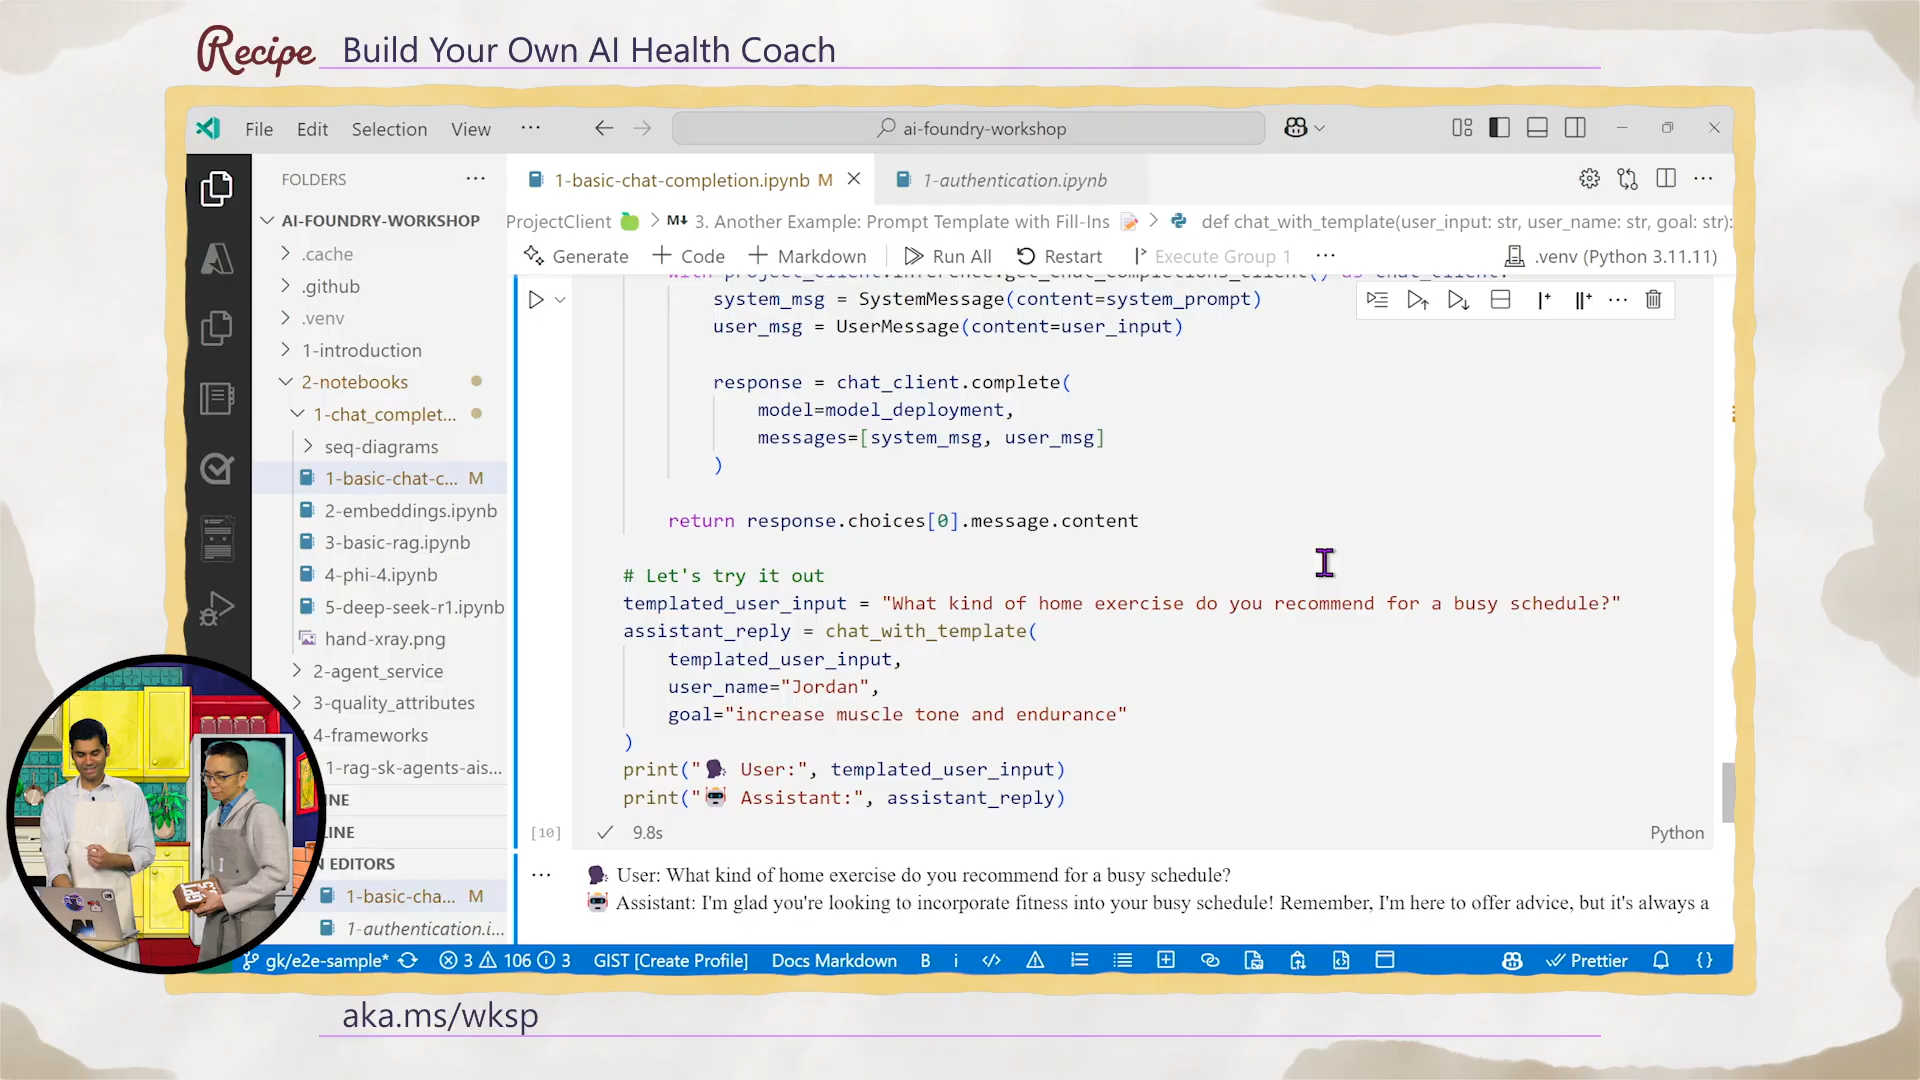 Recipe Build Your Own AI Health Coach
File Edit Selection View ... ai-foundry-workshop
FOLDERS ...
1-basic-chat-completion.ipynb M
1-authentication.ipynb
AI-FOUNDRY-WORKSHOP
ProjectClient > M↓ 3. Another Example: Prompt Template with Fill-Ins > def chat_with_template(user_input: str, user_name: str, goal: str):
Generate + Code + Markdown Run All Restart Execute Group 1 ... .venv (Python 3.11.11)
.cache
.github
.venv
1-introduction
2-notebooks
1-chat_complet...
seq-diagrams
1-basic-chat-c... M
2-embeddings.ipynb
3-basic-rag.ipynb
4-phi-4.ipynb
5-deep-seek-r1.ipynb
hand-xray.png
2-agent_service
3-quality_attributes
4-frameworks
1-rag-sk-agents-ais...
INE
LINE
N EDITORS
1-basic-cha... M
1-authentication.i...
with project_client.inference.get_chat_completions_client() as chat_client:
system_msg = SystemMessage(content=system_prompt)
user_msg = UserMessage(content=user_input)
response = chat_client.complete(
model=model_deployment,
messages=[system_msg, user_msg]
)
return response.choices[0].message.content
# Let's try it out
templated_user_input = "What kind of home exercise do you recommend for a busy schedule?"
assistant_reply = chat_with_template(
templated_user_input,
user_name="Jordan",
goal="increase muscle tone and endurance"
)
print("🗣️ User:", templated_user_input)
print("🤖 Assistant:", assistant_reply)
[10] ✓ 9.8s Python
🗣️ User: What kind of home exercise do you recommend for a busy schedule?
🤖 Assistant: I'm glad you're looking to incorporate fitness into your busy schedule! Remember, I'm here to offer advice, but it's always a
gk/e2e-sample* 3 106 3 GIST [Create Profile] Docs Markdown B i </> Prettier {}
aka.ms/wksp